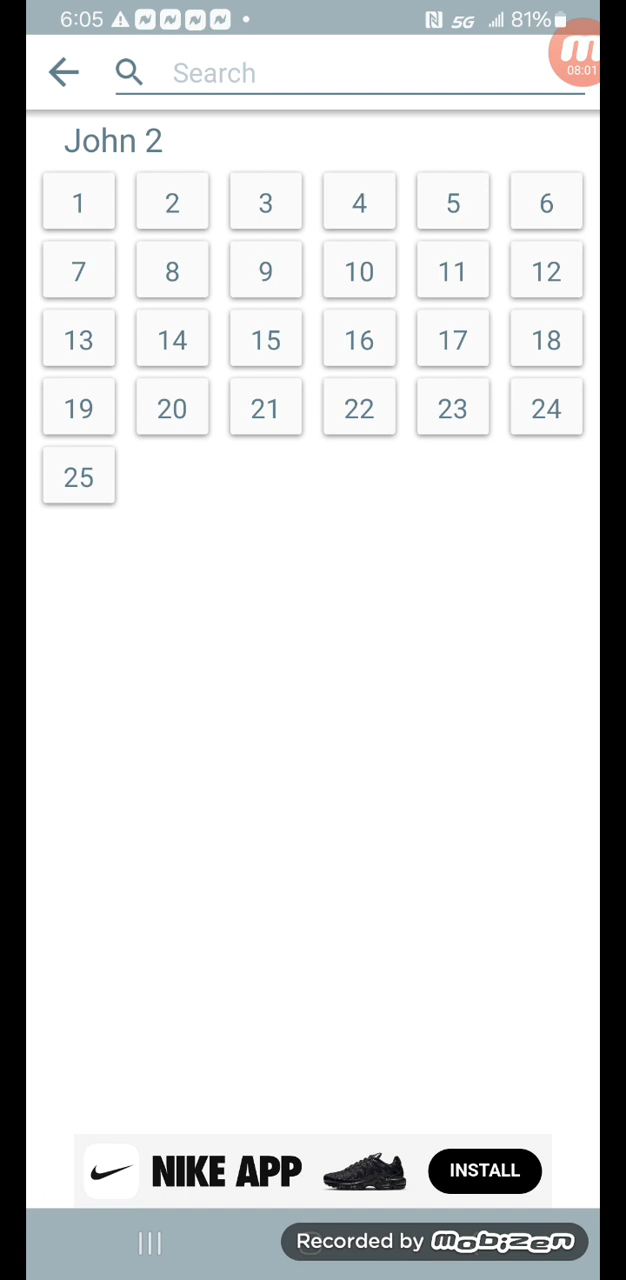 6:05 5G 81%
08:01
Search
John 2
1 2 3 4 5 6
7 8 9 10 11 12
13 14 15 16 17 18
19 20 21 22 23 24
25
NIKE APP INSTALL
Recorded by mobizen